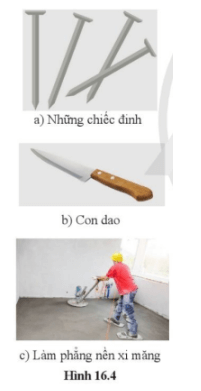 a) Những chiếc đinh
b) Con dao
c) Làm phẳng nền xi măng
Hình 16.4